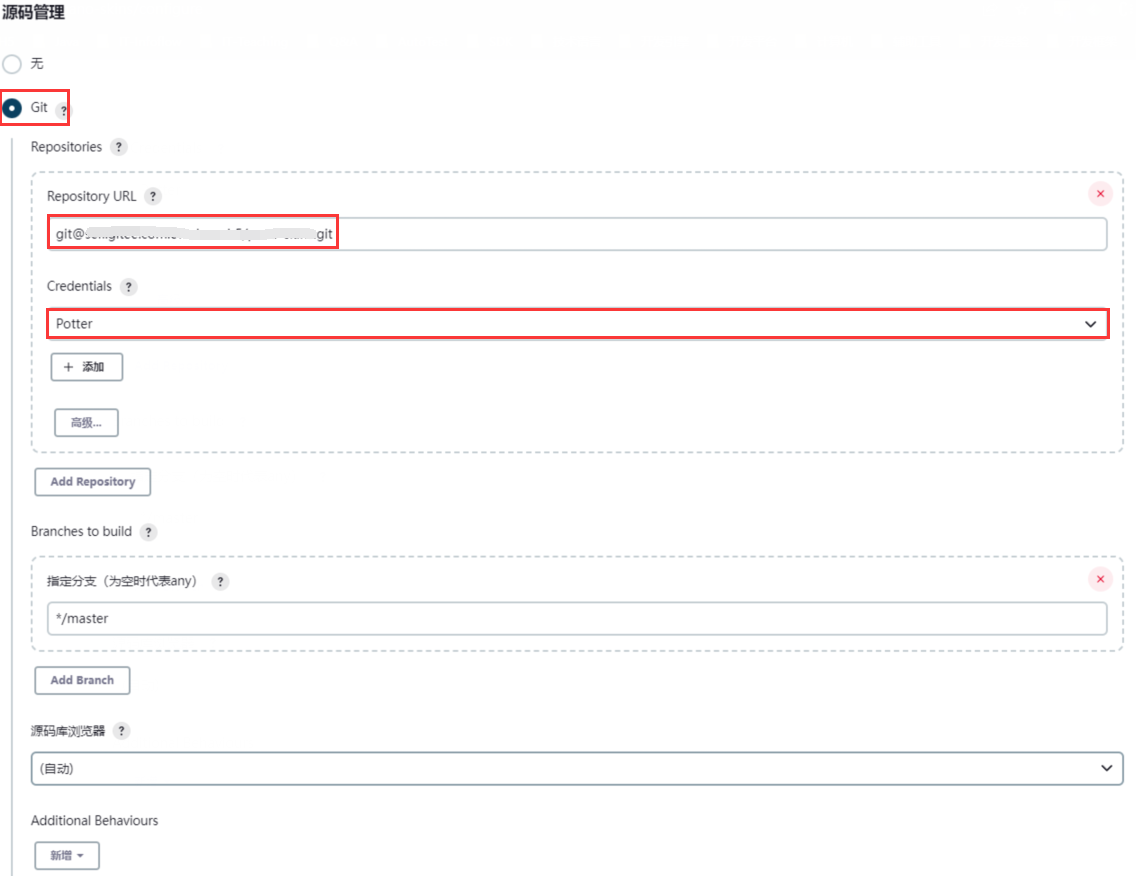 源码管理
无
Git ?
Repositories ?
Repository URL ?
git@ git
Credentials ?
Potter
+ 添加
高级...
Add Repository
Branches to build ?
指定分支（为空时代表any） ?
*/master
Add Branch
源码库浏览器 ?
(自动)
Additional Behaviours
新增